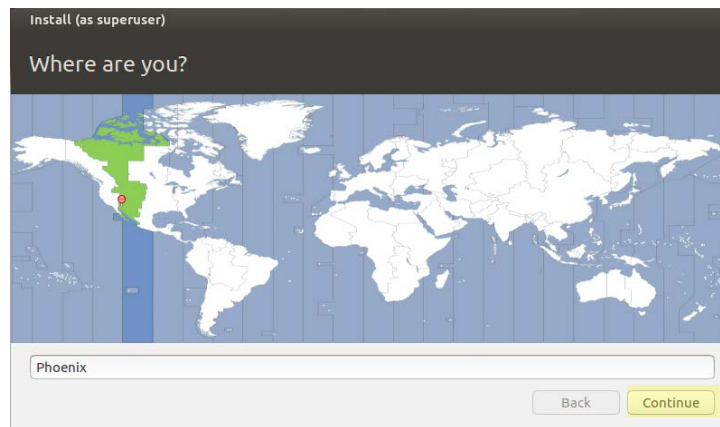 Install (as superuser)
Where are you?
Phoenix
Back
Continue